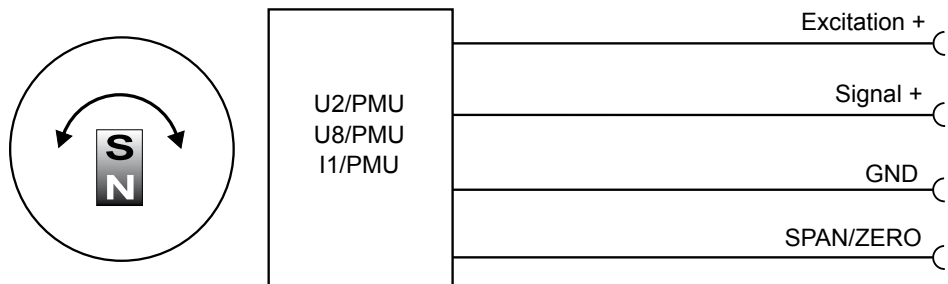 S
N
U2/PMU
U8/PMU
I1/PMU
Excitation +
Signal +
GND
SPAN/ZERO